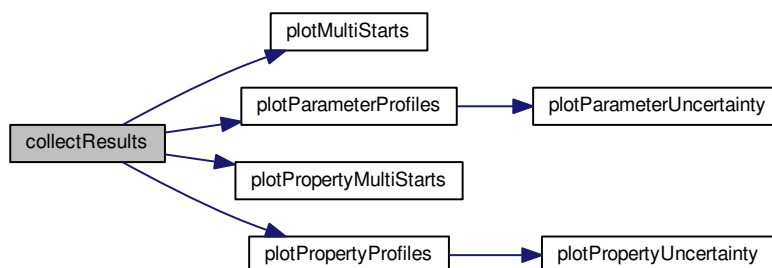 plotMultiStarts
plotParameterProfiles
plotParameterUncertainty
collectResults
plotPropertyMultiStarts
plotPropertyProfiles
plotPropertyUncertainty